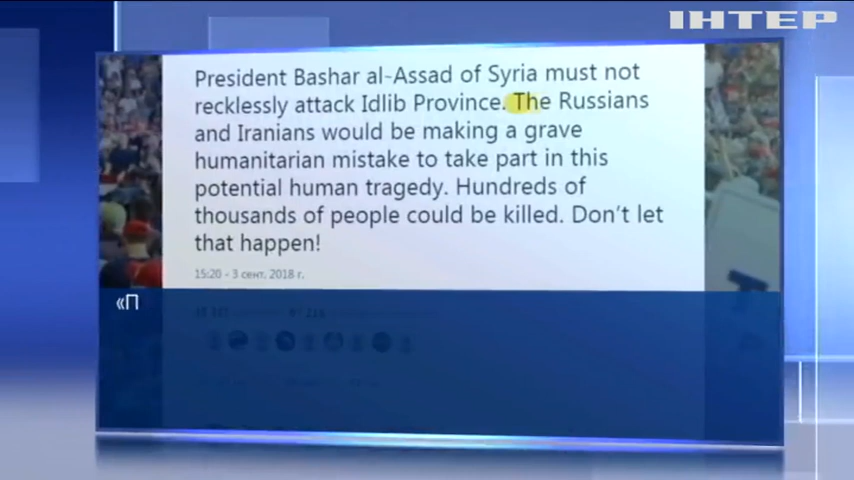 ІНТЕР
President Bashar al-Assad of Syria must not
recklessly attack Idlib Province. The Russians
and Iranians would be making a grave
humanitarian mistake to take part in this
potential human tragedy. Hundreds of
thousands of people could be killed. Don't let
that happen!
15:20 - 3 сент. 2018 г.
«П